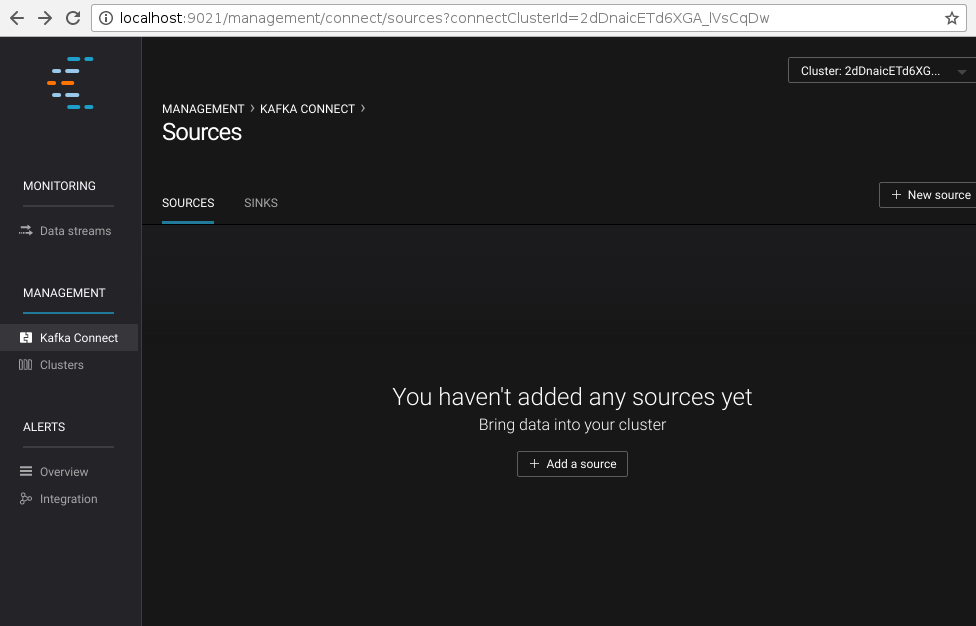 localhost:9021/management/connect/sources?connectClusterId=2dDnaicETd6XGA_lVsCqDw
Cluster: 2dDnaicETd6XG...
MANAGEMENT > KAFKA CONNECT >
Sources
SOURCES SINKS
+ New source
MONITORING
Data streams
MANAGEMENT
Kafka Connect
Clusters
ALERTS
Overview
Integration
You haven't added any sources yet
Bring data into your cluster
+ Add a source